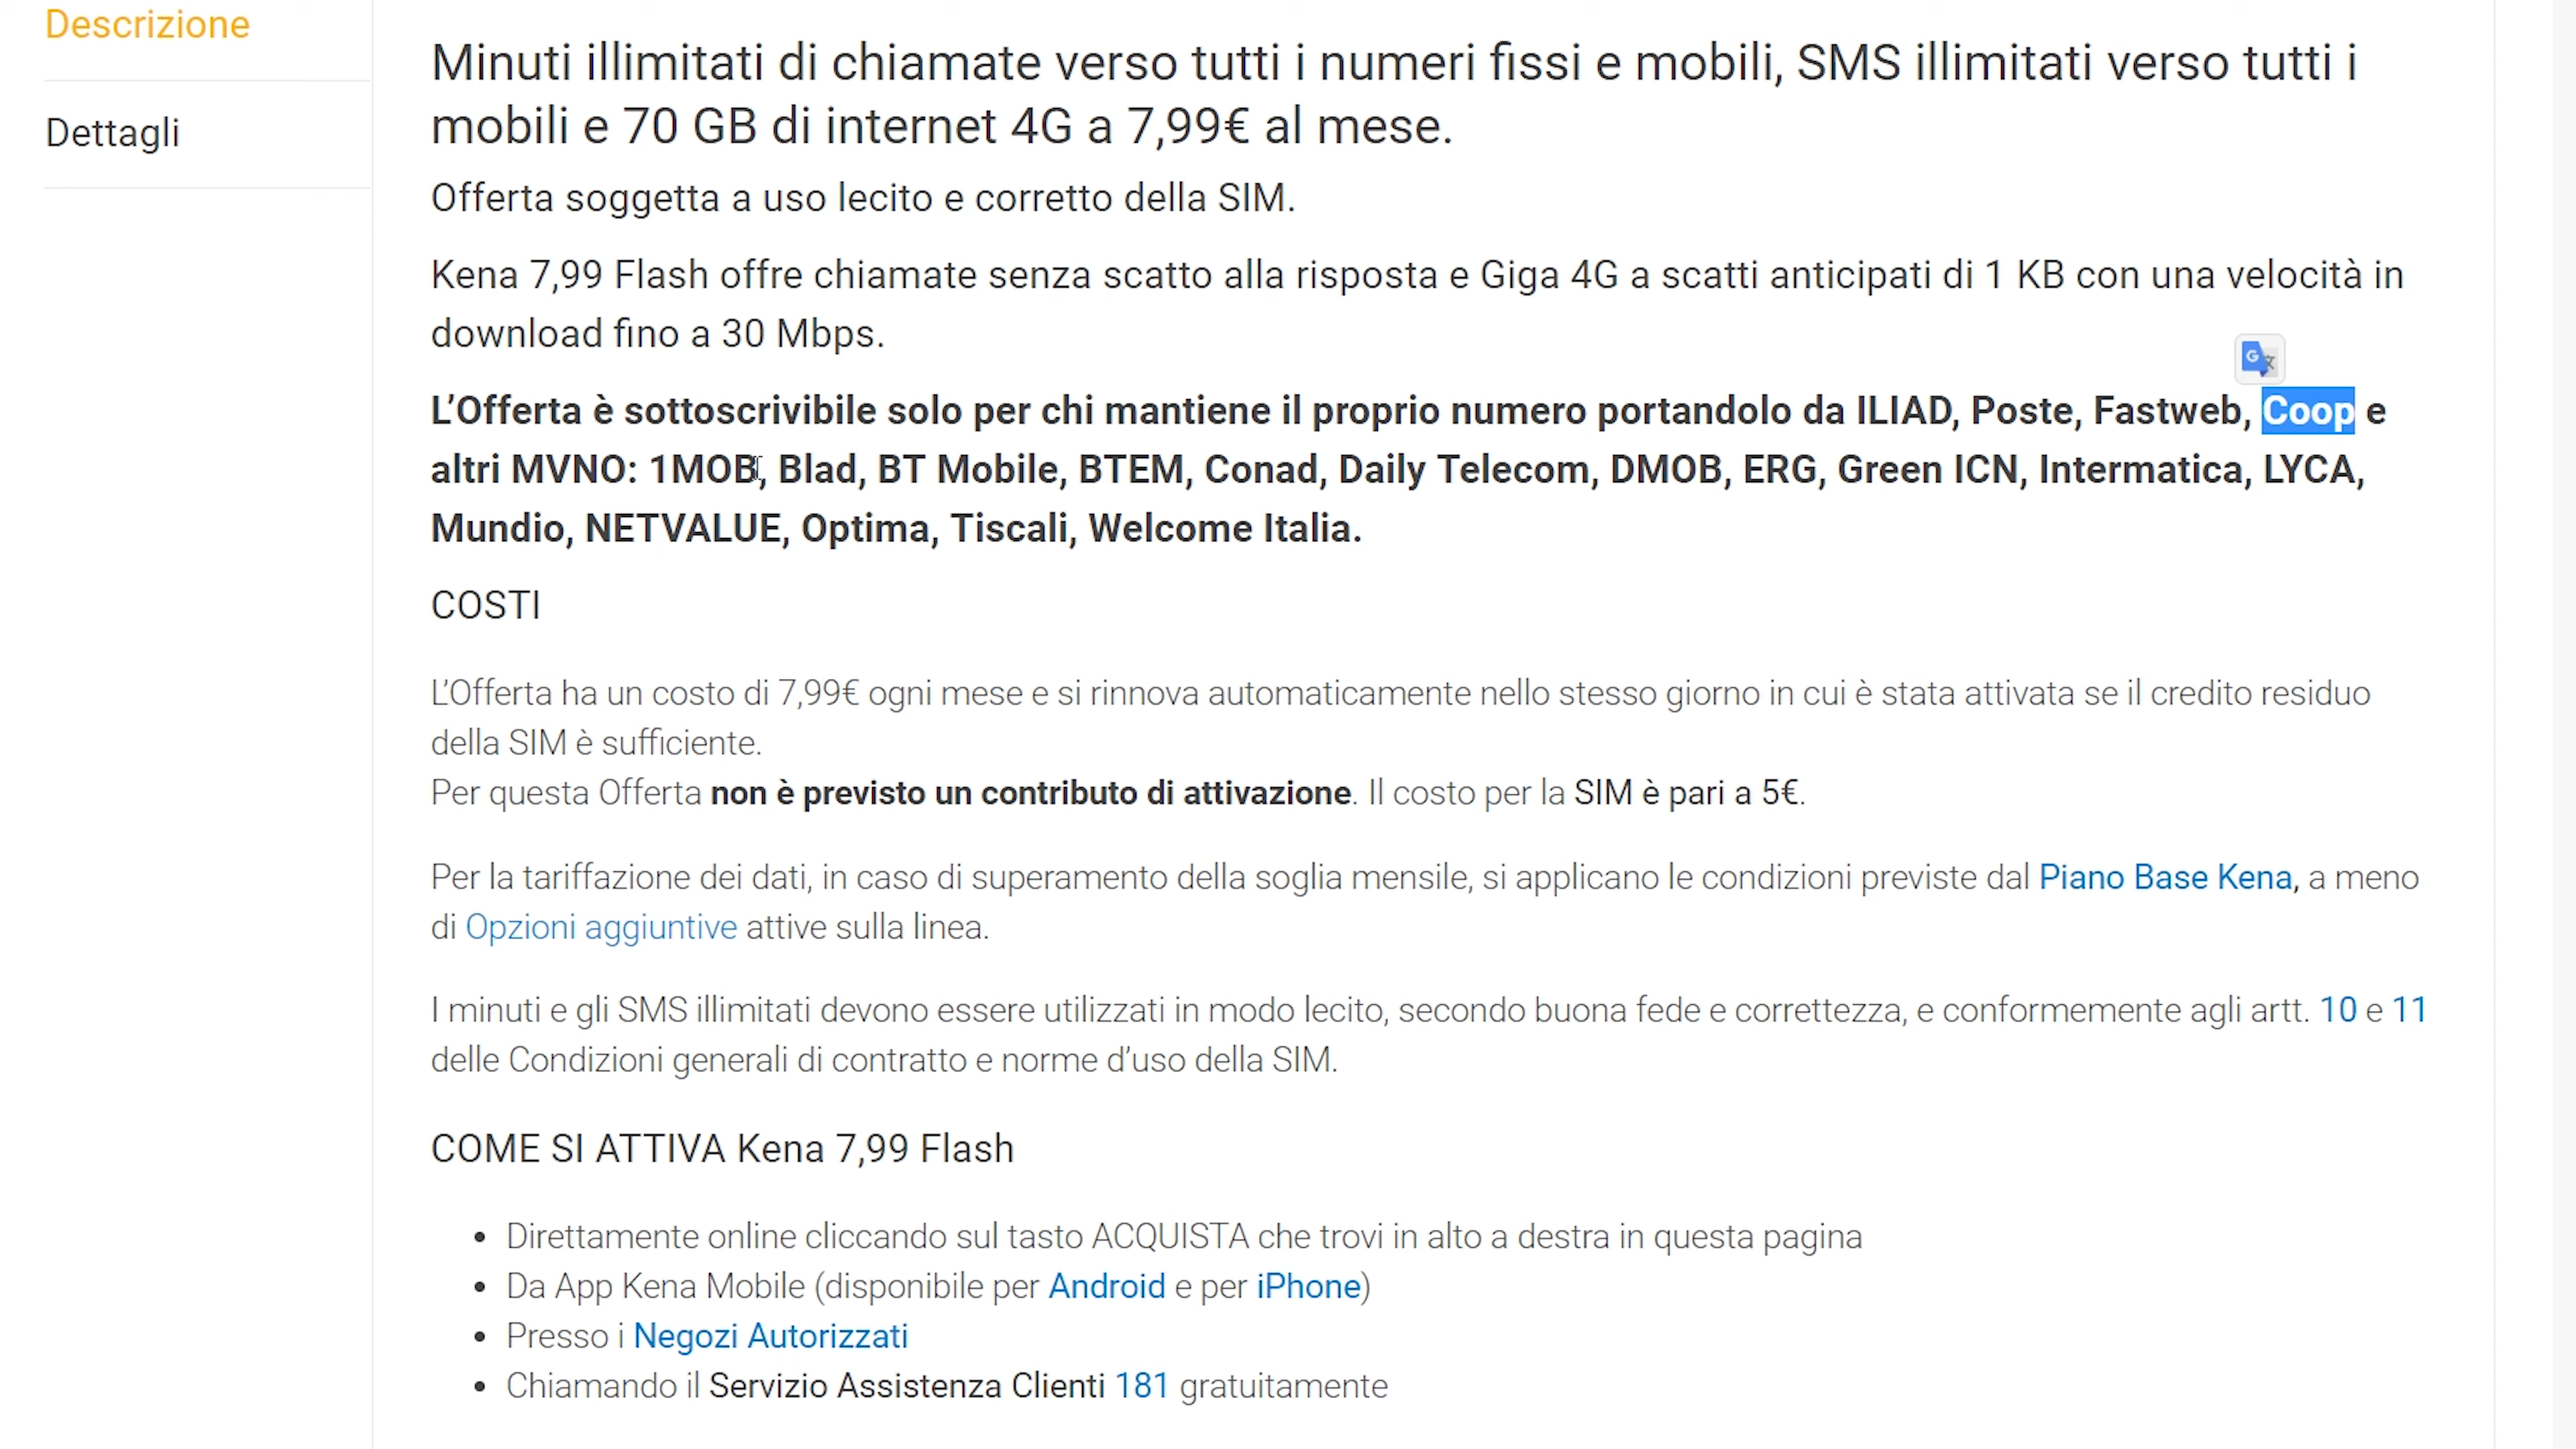 Descrizione
Dettagli
Minuti illimitati di chiamate verso tutti i numeri fissi e mobili, SMS illimitati verso tutti i
mobili e 70 GB di internet 4G a 7,99€ al mese.
Offerta soggetta a uso lecito e corretto della SIM.
Kena 7,99 Flash offre chiamate senza scatto alla risposta e Giga 4G a scatti anticipati di 1 KB con una velocità in
download fino a 30 Mbps.
L’Offerta è sottoscrivibile solo per chi mantiene il proprio numero portandolo da ILIAD, Poste, Fastweb, Coop e
altri MVNO: 1MOB, Blad, BT Mobile, BTEM, Conad, Daily Telecom, DMOB, ERG, Green ICN, Intermatica, LYCA,
Mundio, NETVALUE, Optima, Tiscali, Welcome Italia.
COSTI
L’Offerta ha un costo di 7,99€ ogni mese e si rinnova automaticamente nello stesso giorno in cui è stata attivata se il credito residuo
della SIM è sufficiente.
Per questa Offerta non è previsto un contributo di attivazione. Il costo per la SIM è pari a 5€.
Per la tariffazione dei dati, in caso di superamento della soglia mensile, si applicano le condizioni previste dal Piano Base Kena, a meno
di Opzioni aggiuntive attive sulla linea.
I minuti e gli SMS illimitati devono essere utilizzati in modo lecito, secondo buona fede e correttezza, e conformemente agli artt. 10 e 11
delle Condizioni generali di contratto e norme d’uso della SIM.
COME SI ATTIVA Kena 7,99 Flash
• Direttamente online cliccando sul tasto ACQUISTA che trovi in alto a destra in questa pagina
• Da App Kena Mobile (disponibile per Android e per iPhone)
• Presso i Negozi Autorizzati
• Chiamando il Servizio Assistenza Clienti 181 gratuitamente